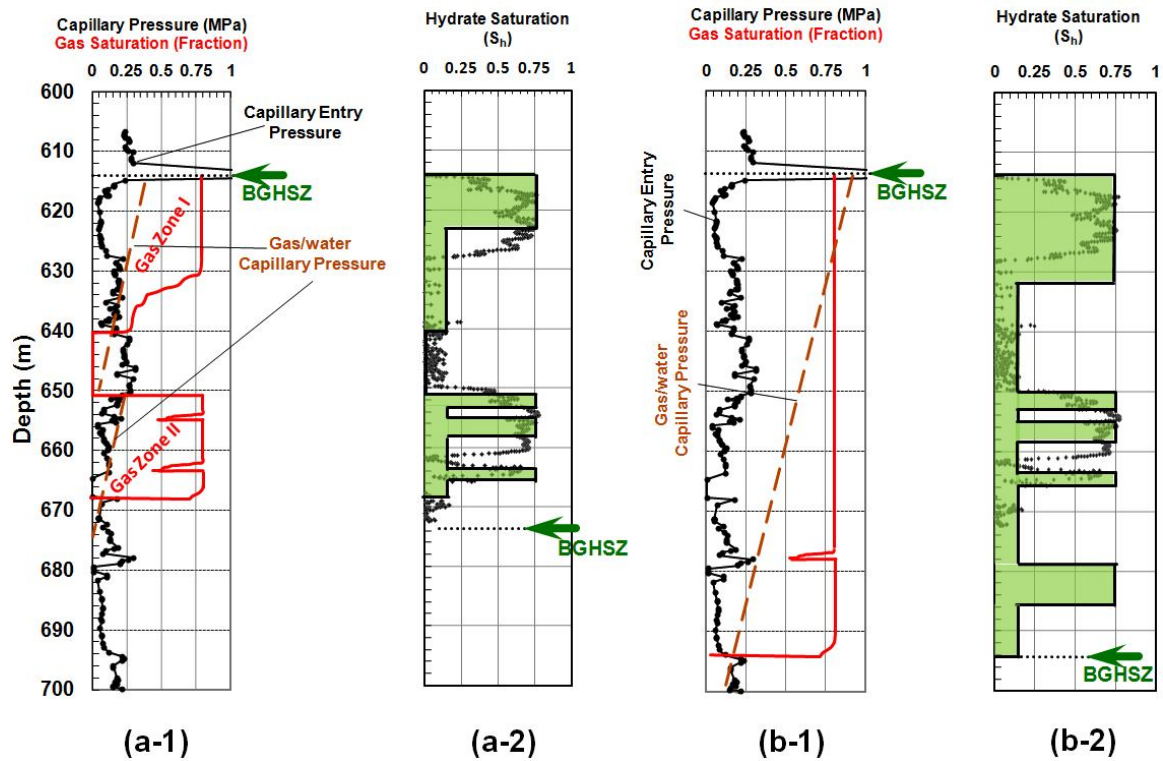 Capillary Pressure (MPa)
Gas Saturation (Fraction)
0 0.25 0.5 0.75 1
Hydrate Saturation
(Sh)
0 0.25 0.5 0.75 1
Capillary Pressure (MPa)
Gas Saturation (Fraction)
0 0.25 0.5 0.75 1
Hydrate Saturation
(Sh)
0 0.25 0.5 0.75 1
Depth (m)
600
610
620
630
640
650
660
670
680
690
700
Capillary Entry
Pressure
BGHSZ
Gas Zone I
Gas/water
Capillary Pressure
Gas Zone II
BGHSZ
Capillary Entry
Pressure
BGHSZ
Gas/water
Capillary Pressure
BGHSZ
(a-1)
(a-2)
(b-1)
(b-2)